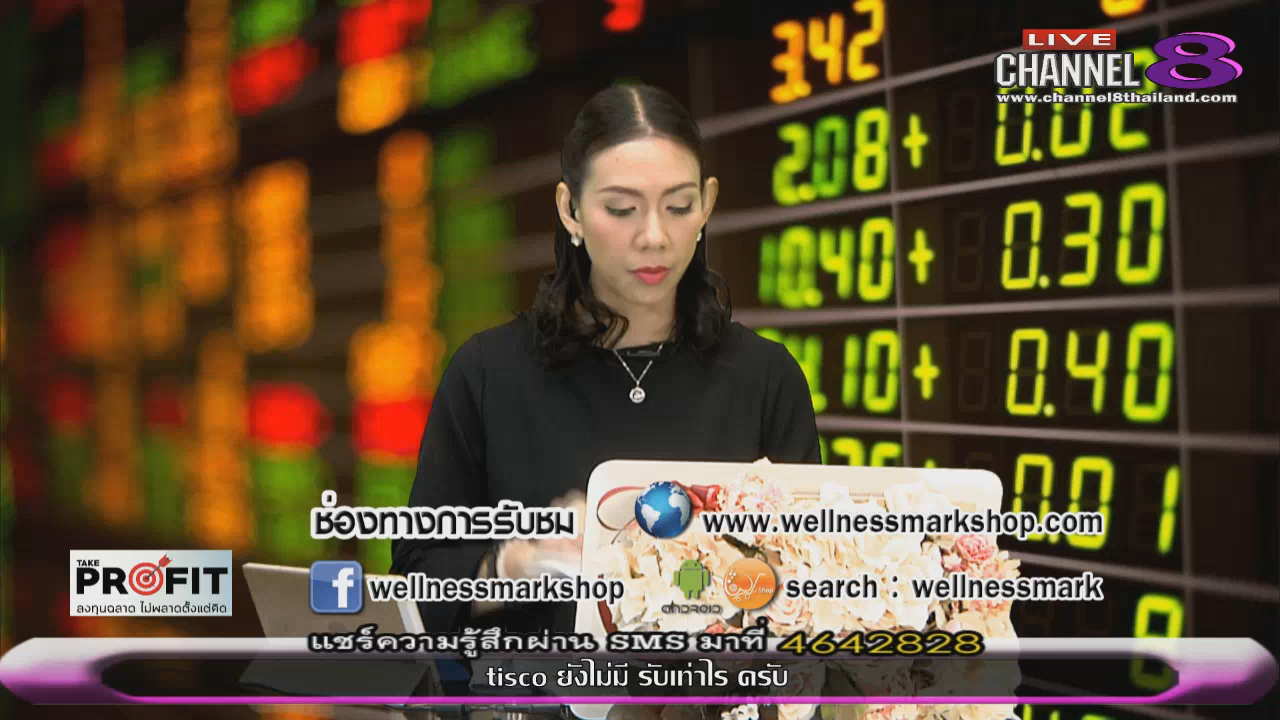 LIVE
CHANNEL 8
www.channel8thailand.com
3.42
2.08 + 0.02
10.40 + 0.30
.10 + 0.40
0.01
ช่องทางการรับชม
www.wellnessmarkshop.com
TAKE
PROFIT
ลงทุนฉลาด ไม่พลาดตั้งแต่คิด
wellnessmarkshop
ANDROID
Shop
search : wellnessmark
แชร์ความรู้สึกผ่าน SMS มาที่ 4642828
tisco ยังไม่มี รับเท่าไร ครับ